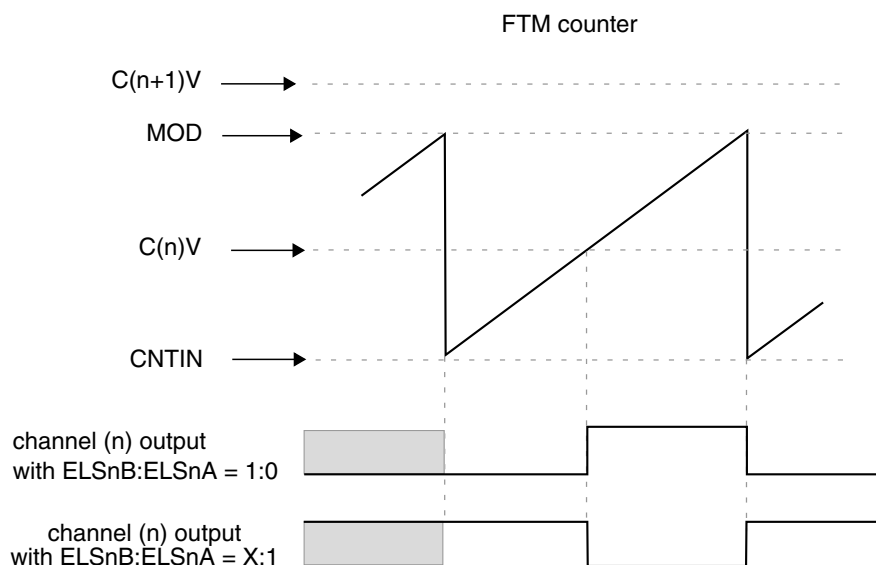 FTM counter
C(n+1)V
MOD
C(n)V
CNTIN
channel (n) output
with ELSnB:ELSnA = 1:0
channel (n) output
with ELSnB:ELSnA = X:1